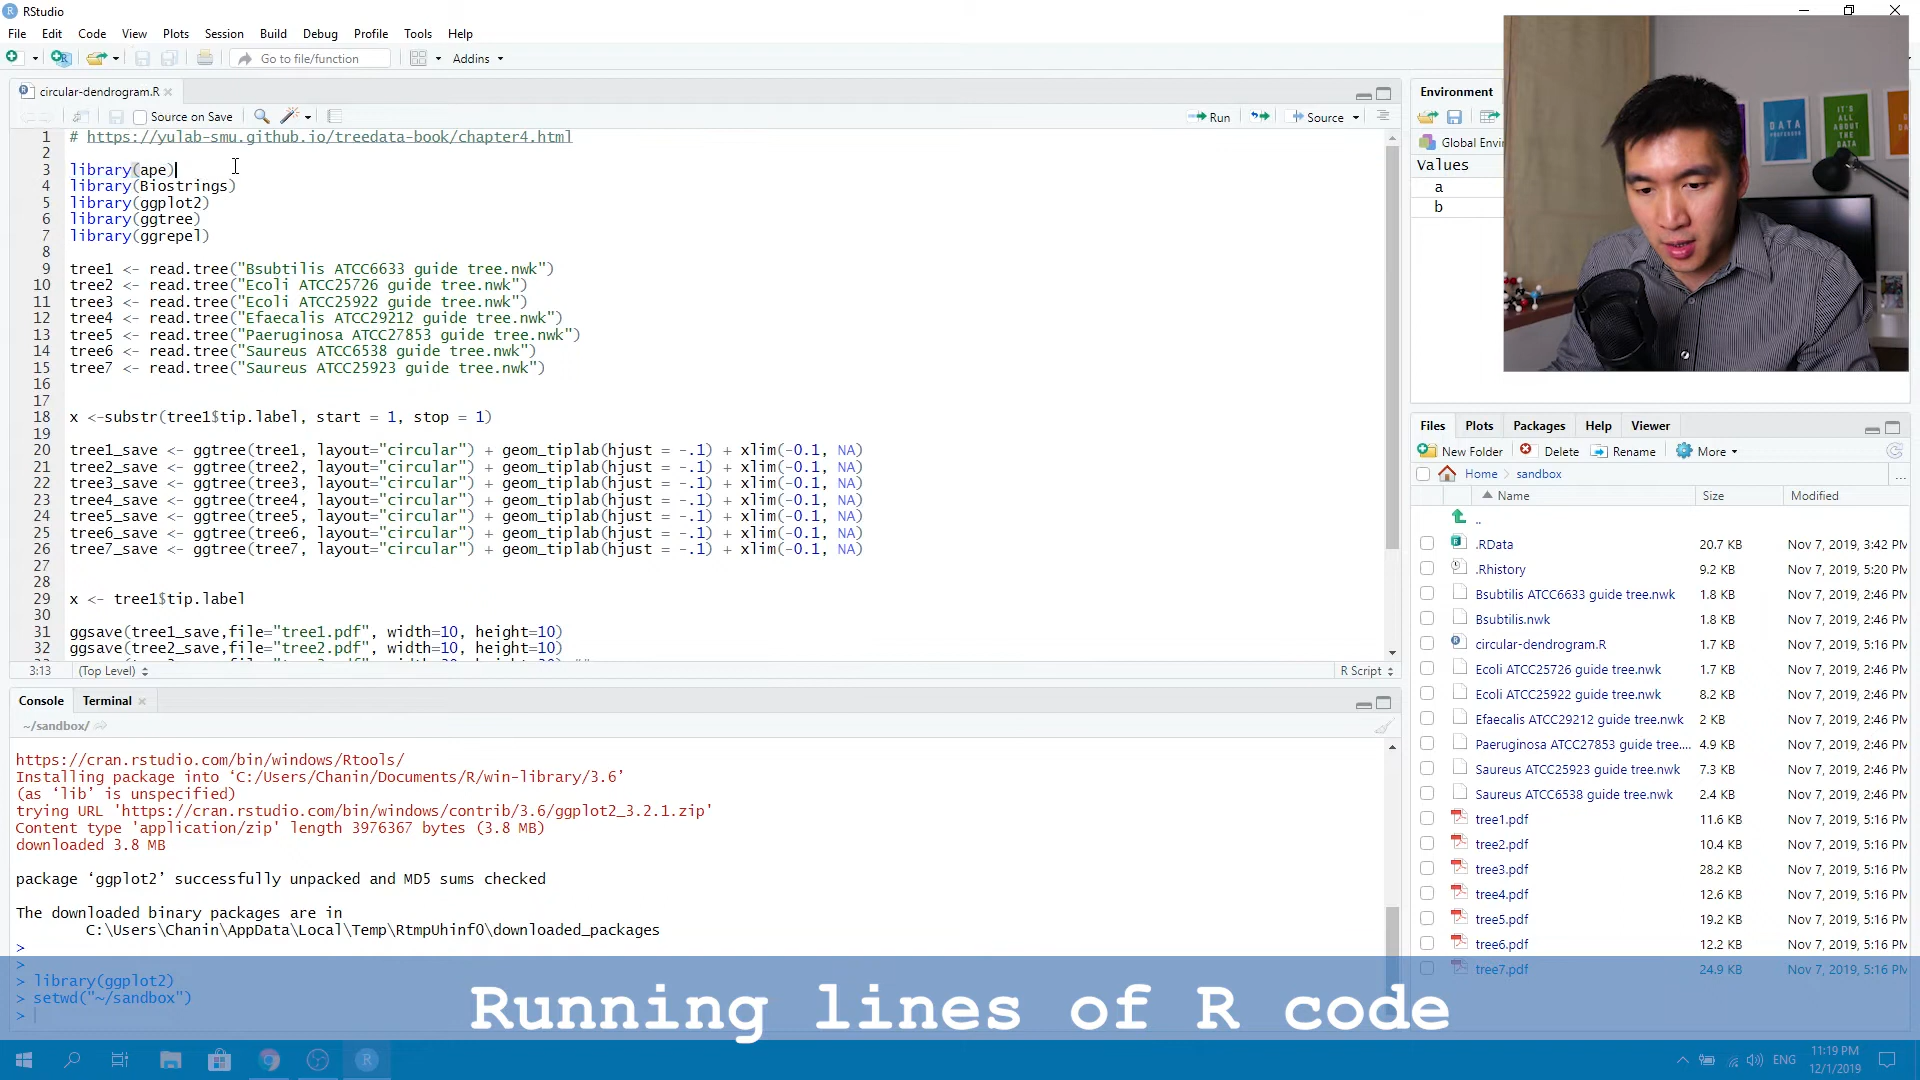 RStudio
File Edit Code View Plots Session Build Debug Profile Tools Help
Go to file/function Addins
circular-dendrogram.R
Source on Save Run Source
1 # https://yulab-smu.github.io/treedata-book/chapter4.html
2
3 library(ape)
4 library(Biostrings)
5 library(ggplot2)
6 library(ggtree)
7 library(ggrepel)
8
9 tree1 <- read.tree("Bsubtilis ATCC6633 guide tree.nwk")
10 tree2 <- read.tree("Ecoli ATCC25726 guide tree.nwk")
11 tree3 <- read.tree("Ecoli ATCC25922 guide tree.nwk")
12 tree4 <- read.tree("Efaecalis ATCC29212 guide tree.nwk")
13 tree5 <- read.tree("Paeruginosa ATCC27853 guide tree.nwk")
14 tree6 <- read.tree("Saureus ATCC6538 guide tree.nwk")
15 tree7 <- read.tree("Saureus ATCC25923 guide tree.nwk")
16
17
18 x <-substr(tree1$tip.label, start = 1, stop = 1)
19
20 tree1_save <- ggtree(tree1, layout="circular") + geom_tiplab(hjust = -.1) + xlim(-0.1, NA)
21 tree2_save <- ggtree(tree2, layout="circular") + geom_tiplab(hjust = -.1) + xlim(-0.1, NA)
22 tree3_save <- ggtree(tree3, layout="circular") + geom_tiplab(hjust = -.1) + xlim(-0.1, NA)
23 tree4_save <- ggtree(tree4, layout="circular") + geom_tiplab(hjust = -.1) + xlim(-0.1, NA)
24 tree5_save <- ggtree(tree5, layout="circular") + geom_tiplab(hjust = -.1) + xlim(-0.1, NA)
25 tree6_save <- ggtree(tree6, layout="circular") + geom_tiplab(hjust = -.1) + xlim(-0.1, NA)
26 tree7_save <- ggtree(tree7, layout="circular") + geom_tiplab(hjust = -.1) + xlim(-0.1, NA)
27
28
29 x <- tree1$tip.label
30
31 ggsave(tree1_save,file="tree1.pdf", width=10, height=10)
32 ggsave(tree2_save,file="tree2.pdf", width=10, height=10)
3:13 (Top Level) R Script
Console Terminal
~/sandbox/
https://cran.rstudio.com/bin/windows/Rtools/
Installing package into ‘C:/Users/Chanin/Documents/R/win-library/3.6’
(as ‘lib’ is unspecified)
trying URL 'https://cran.rstudio.com/bin/windows/contrib/3.6/ggplot2_3.2.1.zip'
Content type 'application/zip' length 3976367 bytes (3.8 MB)
downloaded 3.8 MB
package ‘ggplot2’ successfully unpacked and MD5 sums checked
The downloaded binary packages are in
C:\Users\Chanin\AppData\Local\Temp\RtmpUhinfO\downloaded_packages
>
>
> library(ggplot2)
> setwd("~/sandbox")
>
Environment
Global Envi
Values
a
b
DATA
IT'S ALL ABOUT THE DATA
Files Plots Packages Help Viewer
New Folder Delete Rename More
Home sandbox ...
Name Size Modified
..
.RData 20.7 KB Nov 7, 2019, 3:42 PM
.Rhistory 9.2 KB Nov 7, 2019, 5:20 PM
Bsubtilis ATCC6633 guide tree.nwk 1.8 KB Nov 7, 2019, 2:46 PM
Bsubtilis.nwk 1.8 KB Nov 7, 2019, 2:46 PM
circular-dendrogram.R 1.7 KB Nov 7, 2019, 5:16 PM
Ecoli ATCC25726 guide tree.nwk 1.7 KB Nov 7, 2019, 2:46 PM
Ecoli ATCC25922 guide tree.nwk 8.2 KB Nov 7, 2019, 2:46 PM
Efaecalis ATCC29212 guide tree.nwk 2 KB Nov 7, 2019, 2:46 PM
Paeruginosa ATCC27853 guide tree.... 4.9 KB Nov 7, 2019, 2:46 PM
Saureus ATCC25923 guide tree.nwk 7.3 KB Nov 7, 2019, 2:46 PM
Saureus ATCC6538 guide tree.nwk 2.4 KB Nov 7, 2019, 2:46 PM
tree1.pdf 11.6 KB Nov 7, 2019, 5:16 PM
tree2.pdf 10.4 KB Nov 7, 2019, 5:16 PM
tree3.pdf 28.2 KB Nov 7, 2019, 5:16 PM
tree4.pdf 12.6 KB Nov 7, 2019, 5:16 PM
tree5.pdf 19.2 KB Nov 7, 2019, 5:16 PM
tree6.pdf 12.2 KB Nov 7, 2019, 5:16 PM
tree7.pdf 24.9 KB Nov 7, 2019, 5:16 PM
Running lines of R code
ENG
11:19 PM
12/1/2019